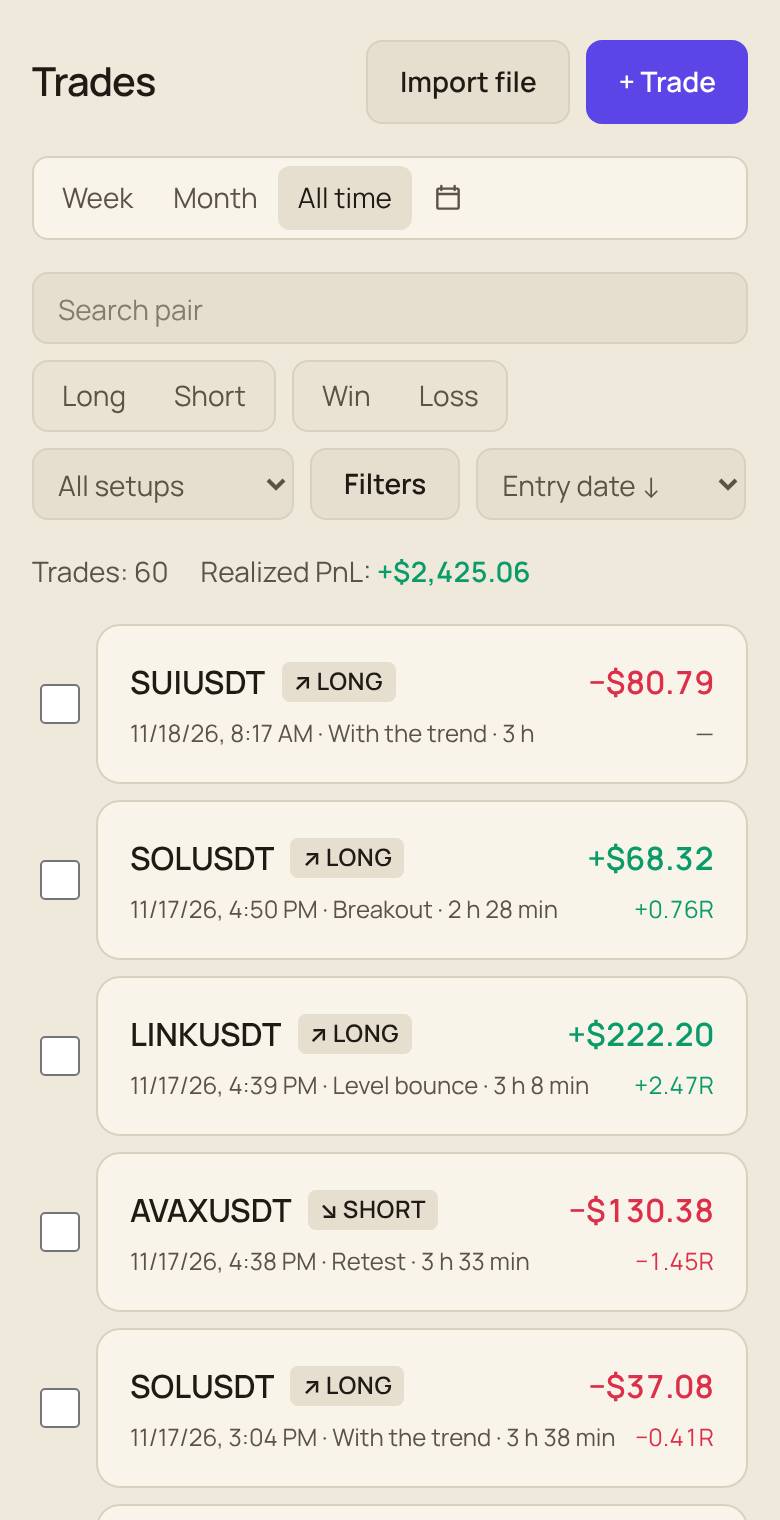 Trades
Import file
+ Trade
Week Month All time
Search pair
Long Short Win Loss
All setups Filters Entry date ↓
Trades: 60 Realized PnL: +$2,425.06
SUIUSDT ↗ LONG −$80.79
11/18/26, 8:17 AM · With the trend · 3 h —
SOLUSDT ↗ LONG +$68.32
11/17/26, 4:50 PM · Breakout · 2 h 28 min +0.76R
LINKUSDT ↗ LONG +$222.20
11/17/26, 4:39 PM · Level bounce · 3 h 8 min +2.47R
AVAXUSDT ↘ SHORT −$130.38
11/17/26, 4:38 PM · Retest · 3 h 33 min −1.45R
SOLUSDT ↗ LONG −$37.08
11/17/26, 3:04 PM · With the trend · 3 h 38 min −0.41R